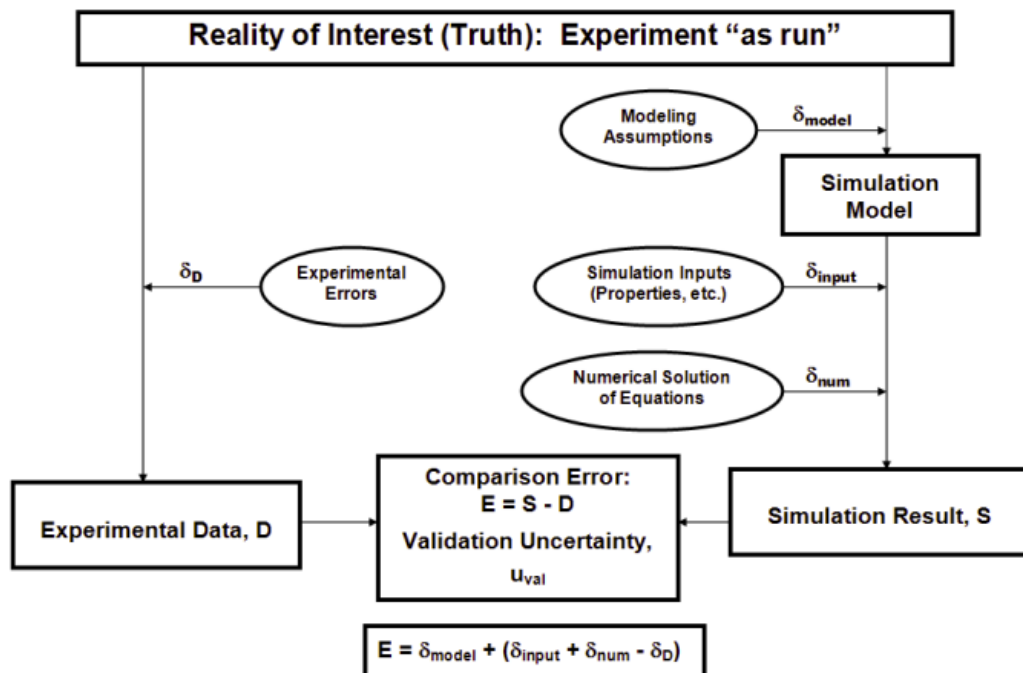 Reality of Interest (Truth): Experiment “as run”
Modeling
Assumptions
δmodel
Simulation
Model
δD
Experimental
Errors
Simulation Inputs
(Properties, etc.)
δinput
Numerical Solution
of Equations
δnum
Experimental Data, D
Comparison Error:
E = S - D
Validation Uncertainty,
uval
Simulation Result, S
E = δmodel + (δinput + δnum - δD)